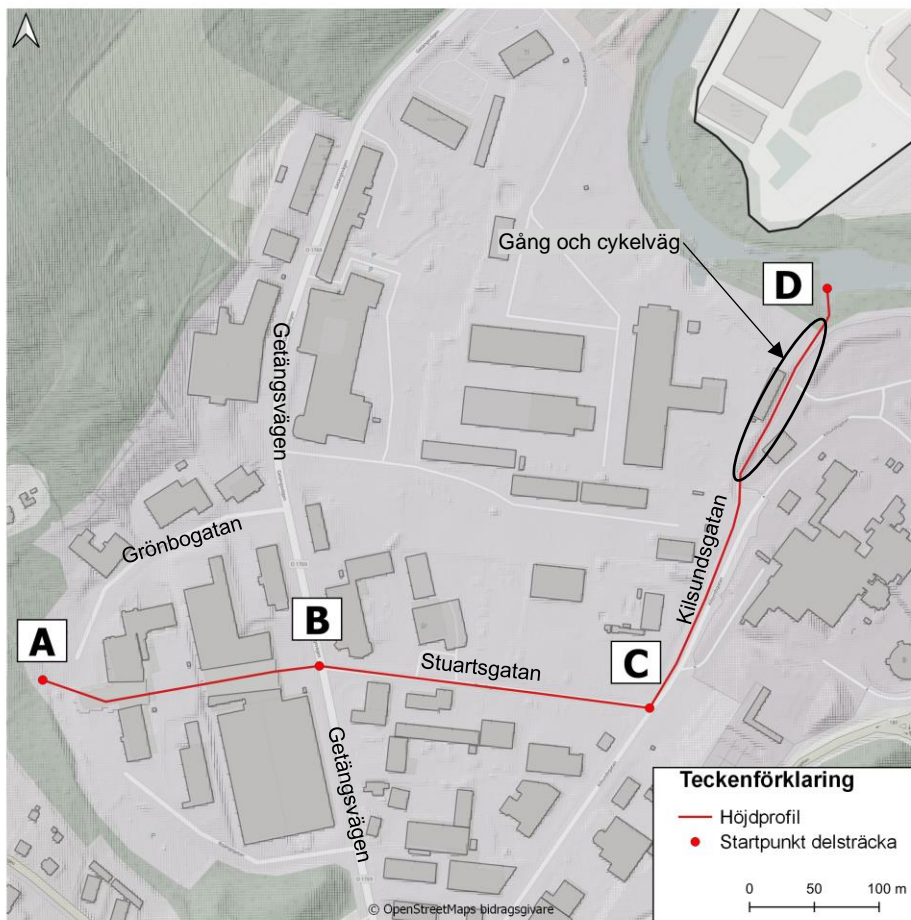 Gång och cykelväg
D
Getängsvägen
Grönbogatan
Kilsundsgatan
A
B
Stuartsgatan
C
Getängsvägen
Teckenförklaring
Höjdprofil
Startpunkt delsträcka
0 50 100 m
© OpenStreetMaps bidragsgivare